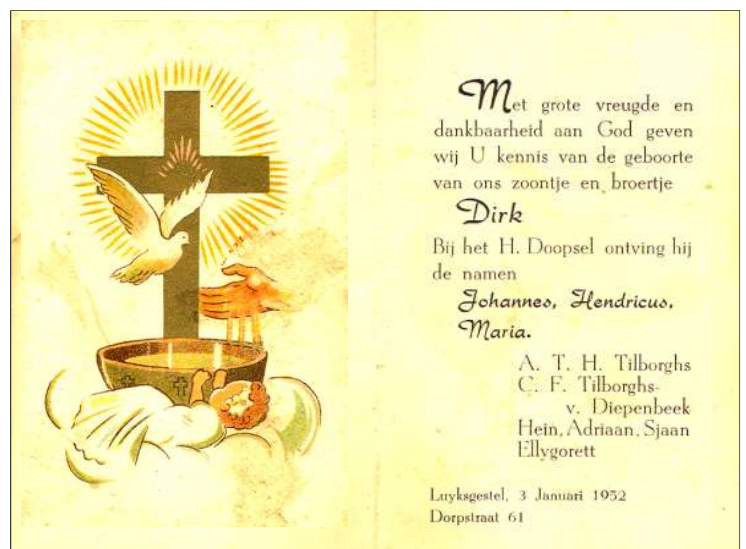 Met grote vreugde en
dankbaarheid aan God geven
wij U kennis van de geboorte
van ons zoontje en broertje
Dirk
Bij het H. Doopsel ontving hij
de namen
Johannes, Hendricus,
Maria.
A. T. H. Tilborghs
C. F. Tilborghs-
v. Diepenbeek
Hein, Adriaan, Sjaan
Ellygorett
Luyksgestel, 3 Januari 1952
Dorpstraat 61